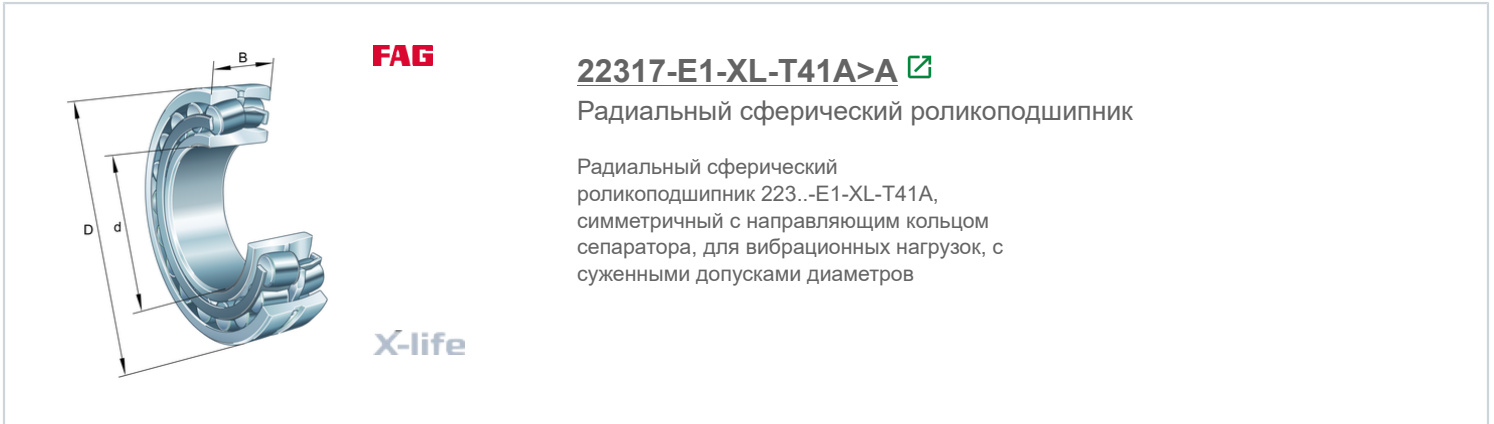 B
D
d
FAG
X-life
22317-E1-XL-T41A>A
Радиальный сферический роликоподшипник
Радиальный сферический
роликоподшипник 223..-E1-XL-T41A,
симметричный с направляющим кольцом
сепаратора, для вибрационных нагрузок, с
суженными допусками диаметров